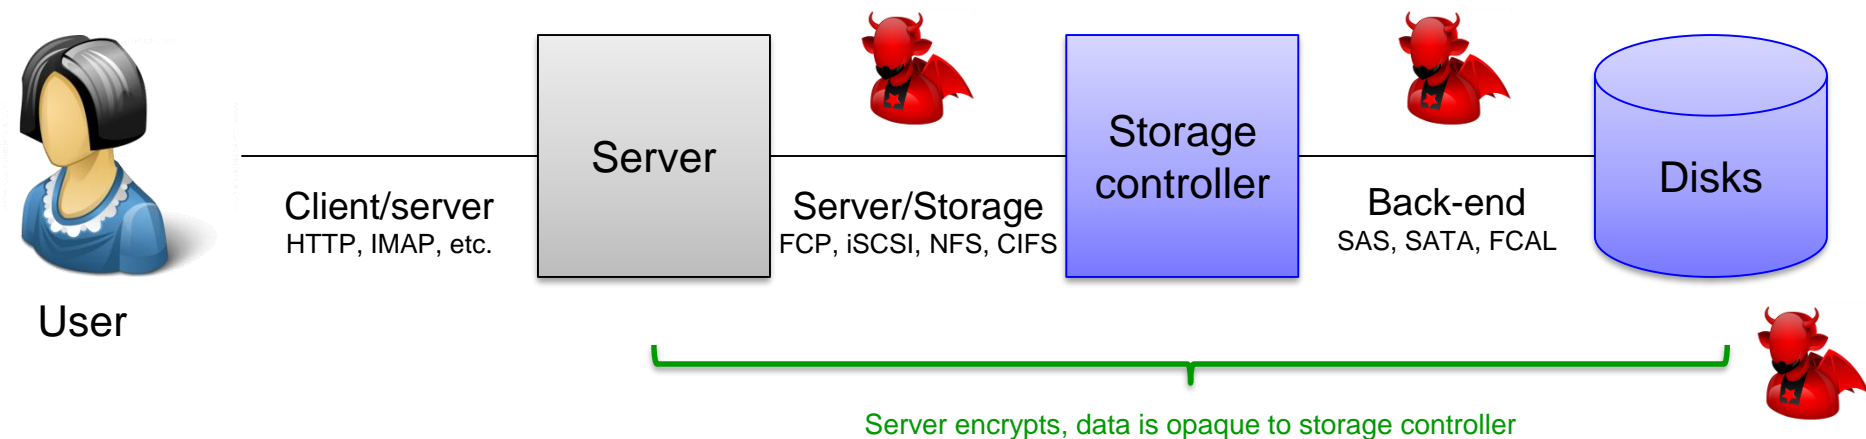 User
Client/server
HTTP, IMAP, etc.
Server
Server/Storage
FCP, iSCSI, NFS, CIFS
Storage
controller
Back-end
SAS, SATA, FCAL
Disks
Server encrypts, data is opaque to storage controller